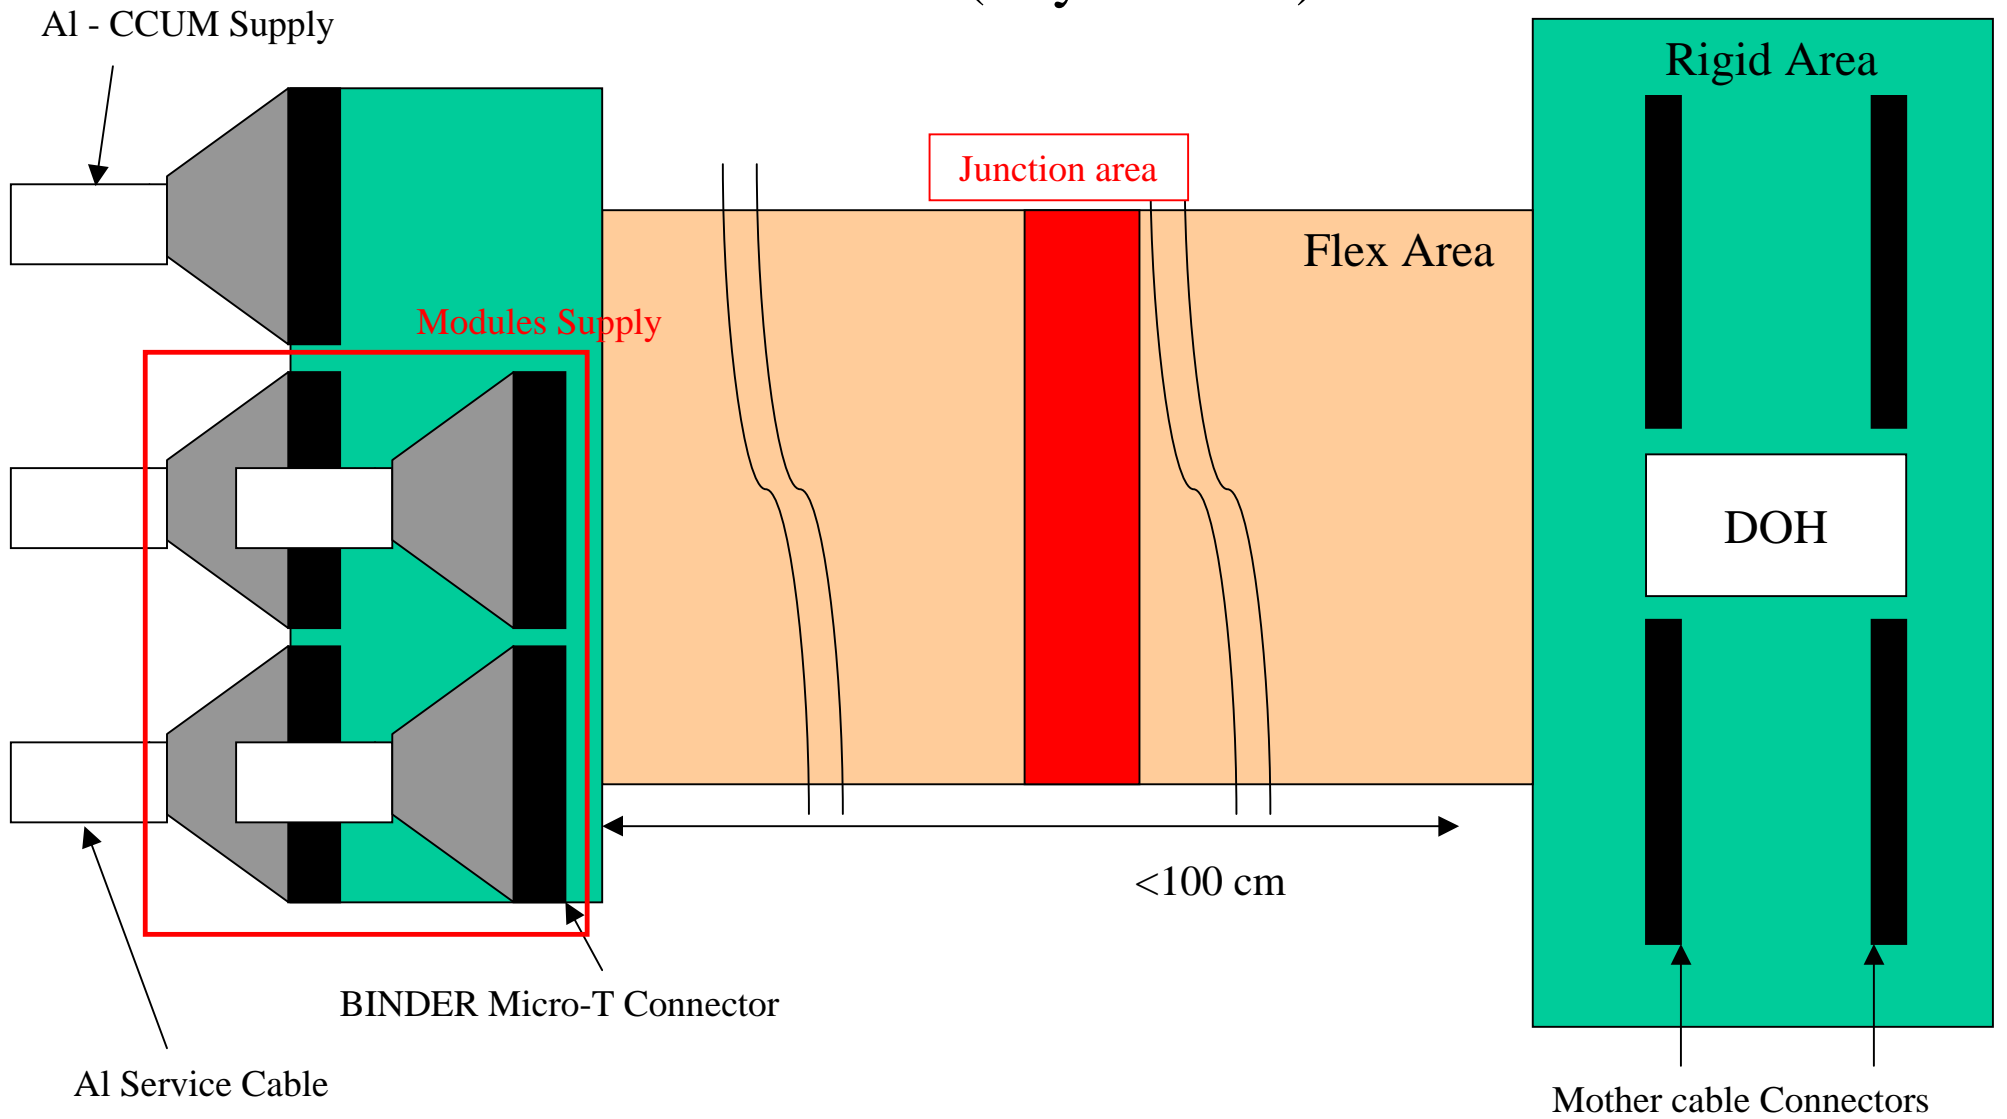 Al - CCUM Supply
Rigid Area
Junction area
Flex Area
Modules Supply
DOH
<100 cm
BINDER Micro-T Connector
Al Service Cable
Mother cable Connectors